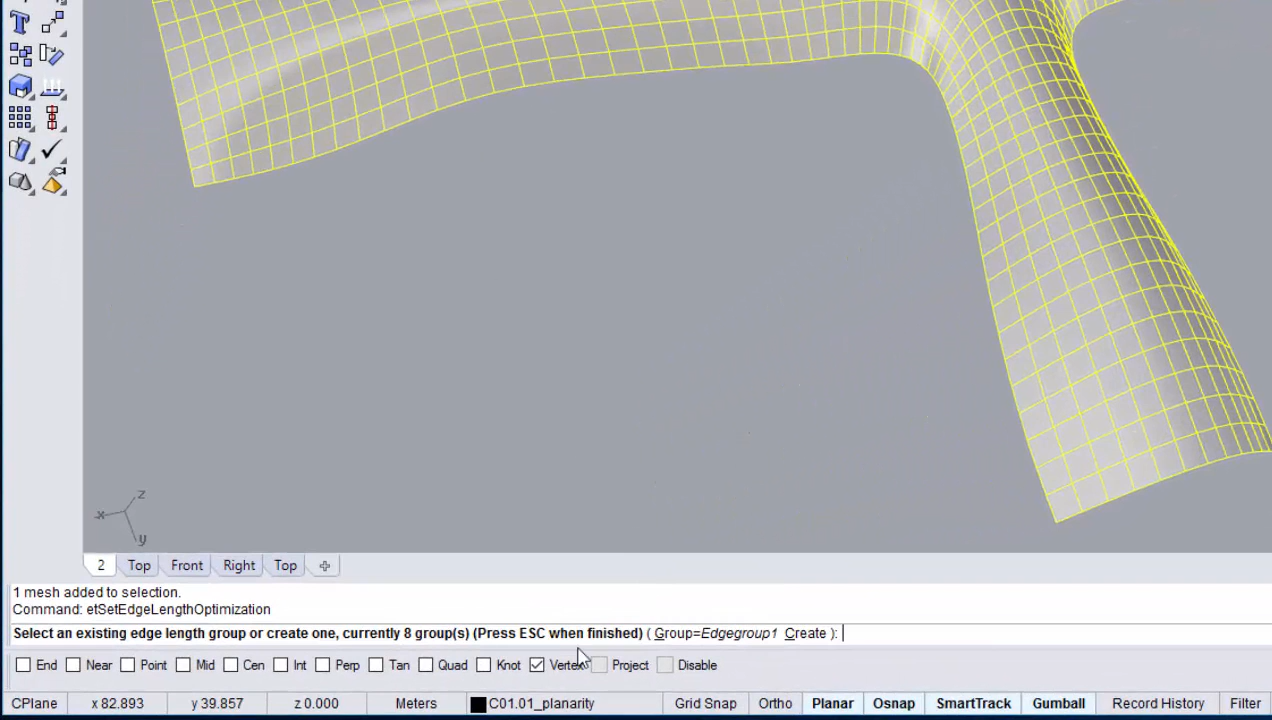 z
x
y
2 Top Front Right Top
1 mesh added to selection.
Command: etSetEdgeLengthOptimization
Select an existing edge length group or create one, currently 8 group(s) (Press ESC when finished) ( Group=Edgegroup1 Create ):
End Near Point Mid Cen Int Perp Tan Quad Knot Vertex Project Disable
CPlane x 82.893 y 39.857 z 0.000 Meters C01.01_planarity Grid Snap Ortho Planar Osnap SmartTrack Gumball Record History Filter